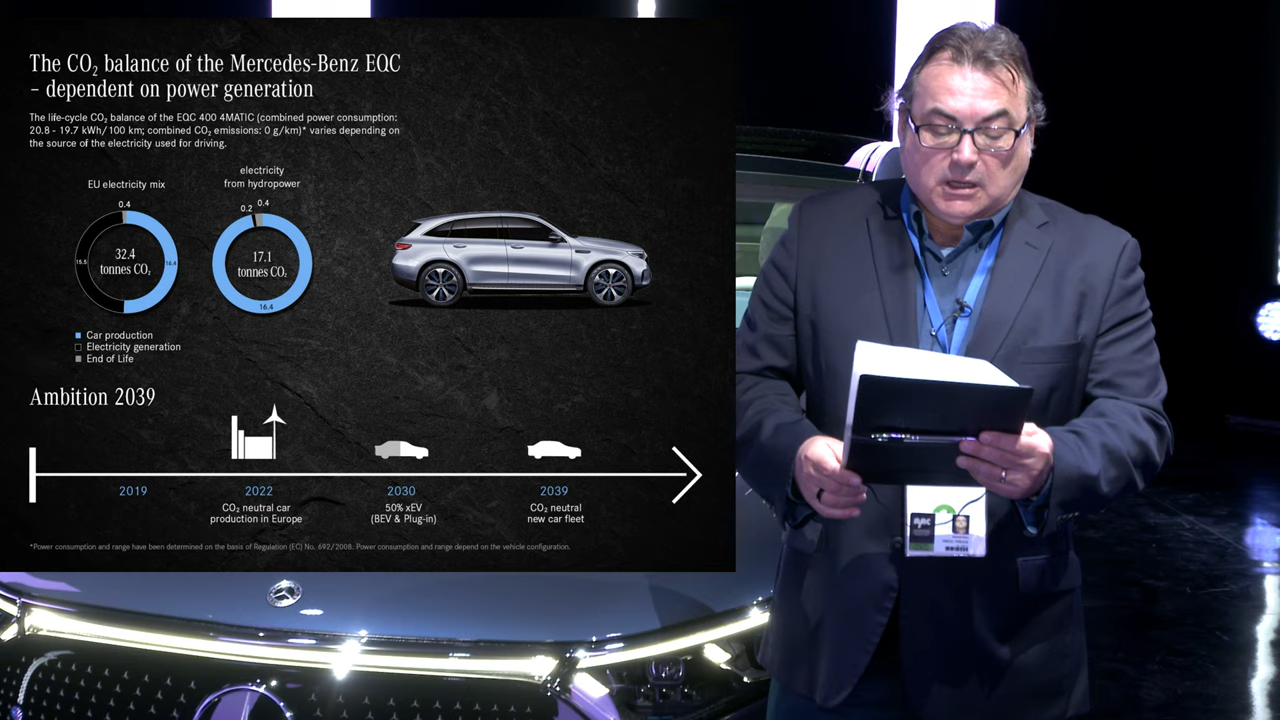 The CO₂ balance of the Mercedes-Benz EQC
– dependent on power generation
The life-cycle CO₂ balance of the EQC 400 4MATIC (combined power consumption:
20.8 - 19.7 kWh/100 km; combined CO₂ emissions: 0 g/km)* varies depending on
the source of the electricity used for driving.
EU electricity mix
0.4
15.5
32.4
tonnes CO₂
16.4
electricity
from hydropower
0.2 0.4
17.1
tonnes CO₂
16.4
Car production
Electricity generation
End of Life
Ambition 2039
2019
2022
CO₂ neutral car
production in Europe
2030
50% xEV
(BEV & Plug-in)
2039
CO₂ neutral
new car fleet
*Power consumption and range have been determined on the basis of Regulation (EC) No. 692/2008. Power consumption and range depend on the vehicle configuration.